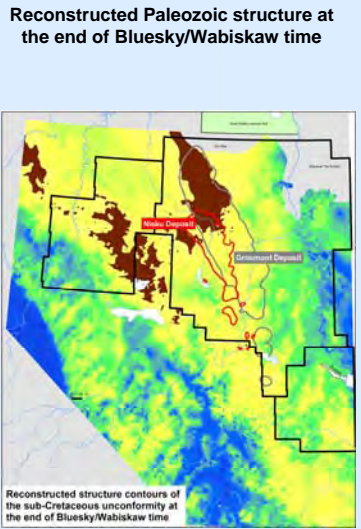 Reconstructed Paleozoic structure at
the end of Bluesky/Wabiskaw time
Nisku Deposit
Grosmont Deposit
Reconstructed structure contours of
the sub-Cretaceous unconformity at
the end of Bluesky/Wabiskaw time